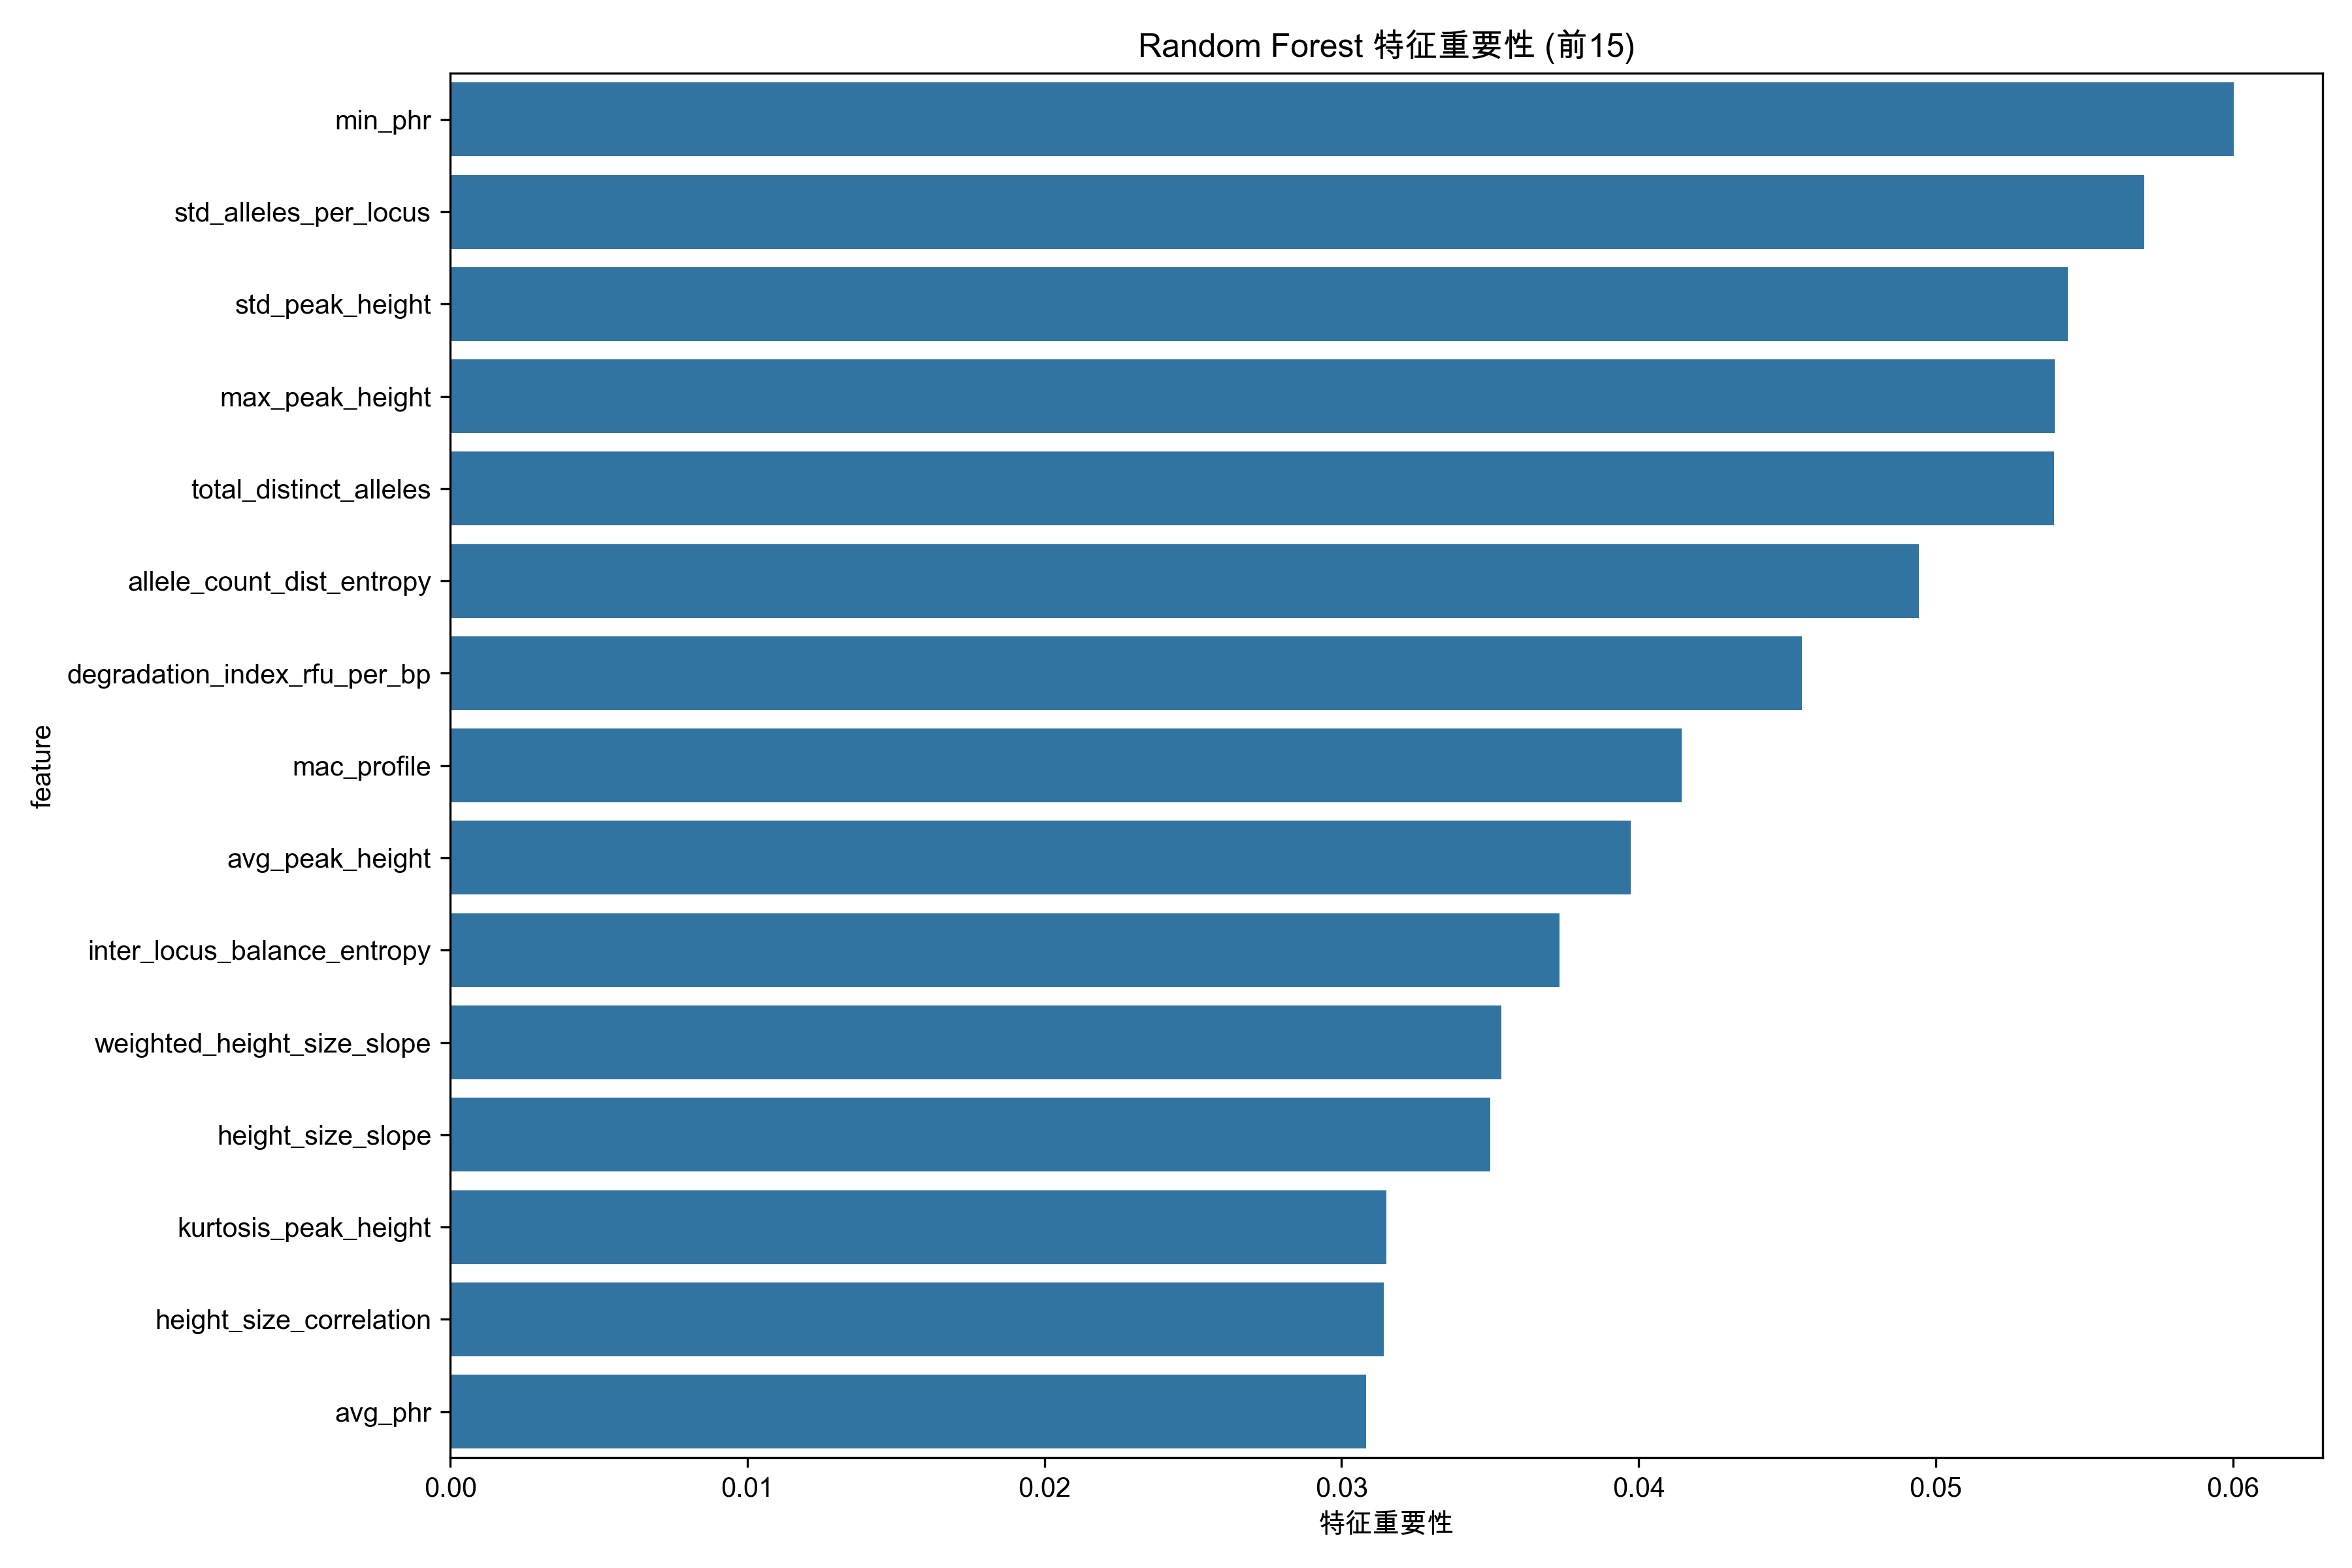 Random Forest 特征重要性 (前15)
min_phr
std_alleles_per_locus
std_peak_height
max_peak_height
total_distinct_alleles
allele_count_dist_entropy
degradation_index_rfu_per_bp
mac_profile
avg_peak_height
inter_locus_balance_entropy
weighted_height_size_slope
height_size_slope
kurtosis_peak_height
height_size_correlation
avg_phr
feature
0.00 0.01 0.02 0.03 0.04 0.05 0.06
特征重要性